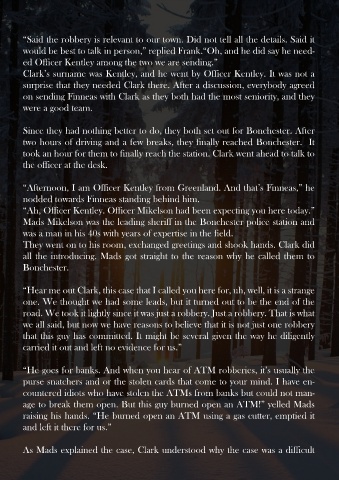 “Said the robbery is relevant to our town. Did not tell all the details. Said it
would be best to talk in person,” replied Frank.“Oh, and he did say he need-
ed Officer Kentley among the two we are sending.”
Clark’s surname was Kentley, and he went by Officer Kentley. It was not a
surprise that they needed Clark there. After a discussion, everybody agreed
on sending Finneas with Clark as they both had the most seniority, and they
were a good team.
Since they had nothing better to do, they both set out for Bonchester. After
two hours of driving and a few breaks, they finally reached Bonchester. It
took an hour for them to finally reach the station. Clark went ahead to talk to
the officer at the desk.
“Afternoon, I am Officer Kentley from Greenland. And that’s Finneas,” he
nodded towards Finneas standing behind him.
“Ah, Officer Kentley. Officer Mikelson had been expecting you here today.”
Mads Mikelson was the leading sheriff in the Bonchester police station and
was a man in his 40s with years of expertise in the field.
They went on to his room, exchanged greetings and shook hands. Clark did
all the introducing. Mads got straight to the reason why he called them to
Bonchester.
“Hear me out Clark, this case that I called you here for, uh, well, it is a strange
one. We thought we had some leads, but it turned out to be the end of the
road. We took it lightly since it was just a robbery. Just a robbery. That is what
we all said, but now we have reasons to believe that it is not just one robbery
that this guy has committed. It might be several given the way he diligently
carried it out and left no evidence for us.”
“He goes for banks. And when you hear of ATM robberies, it’s usually the
purse snatchers and or the stolen cards that come to your mind. I have en-
countered idiots who have stolen the ATMs from banks but could not man-
age to break them open. But this guy burned open an ATM!” yelled Mads
raising his hands. “He burned open an ATM using a gas cutter, emptied it
and left it there for us.”
As Mads explained the case, Clark understood why the case was a difficult